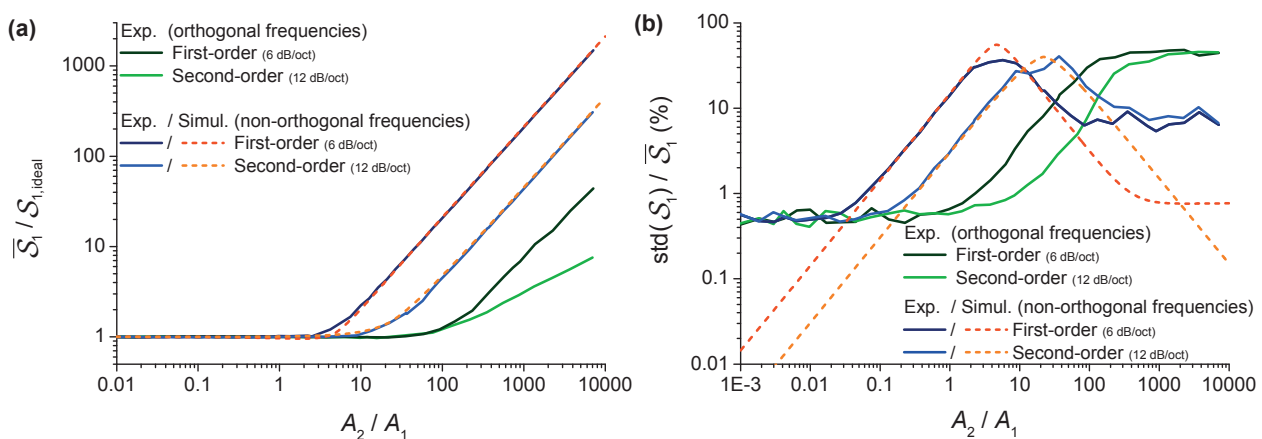 (a)
Exp. (orthogonal frequencies)
First-order (6 dB/oct)
Second-order (12 dB/oct)
Exp. / Simul. (non-orthogonal frequencies)
/ First-order (6 dB/oct)
/ Second-order (12 dB/oct)
1000
100
10
1
S̅₁ / S₁,ideal
0.01 0.1 1 10 100 1000 10000
A₂ / A₁
(b)
100
10
1
0.1
0.01
std(S₁) / S̅₁ (%)
Exp. (orthogonal frequencies)
First-order (6 dB/oct)
Second-order (12 dB/oct)
Exp. / Simul. (non-orthogonal frequencies)
/ First-order (6 dB/oct)
/ Second-order (12 dB/oct)
1E-3 0.01 0.1 1 10 100 1000 10000
A₂ / A₁